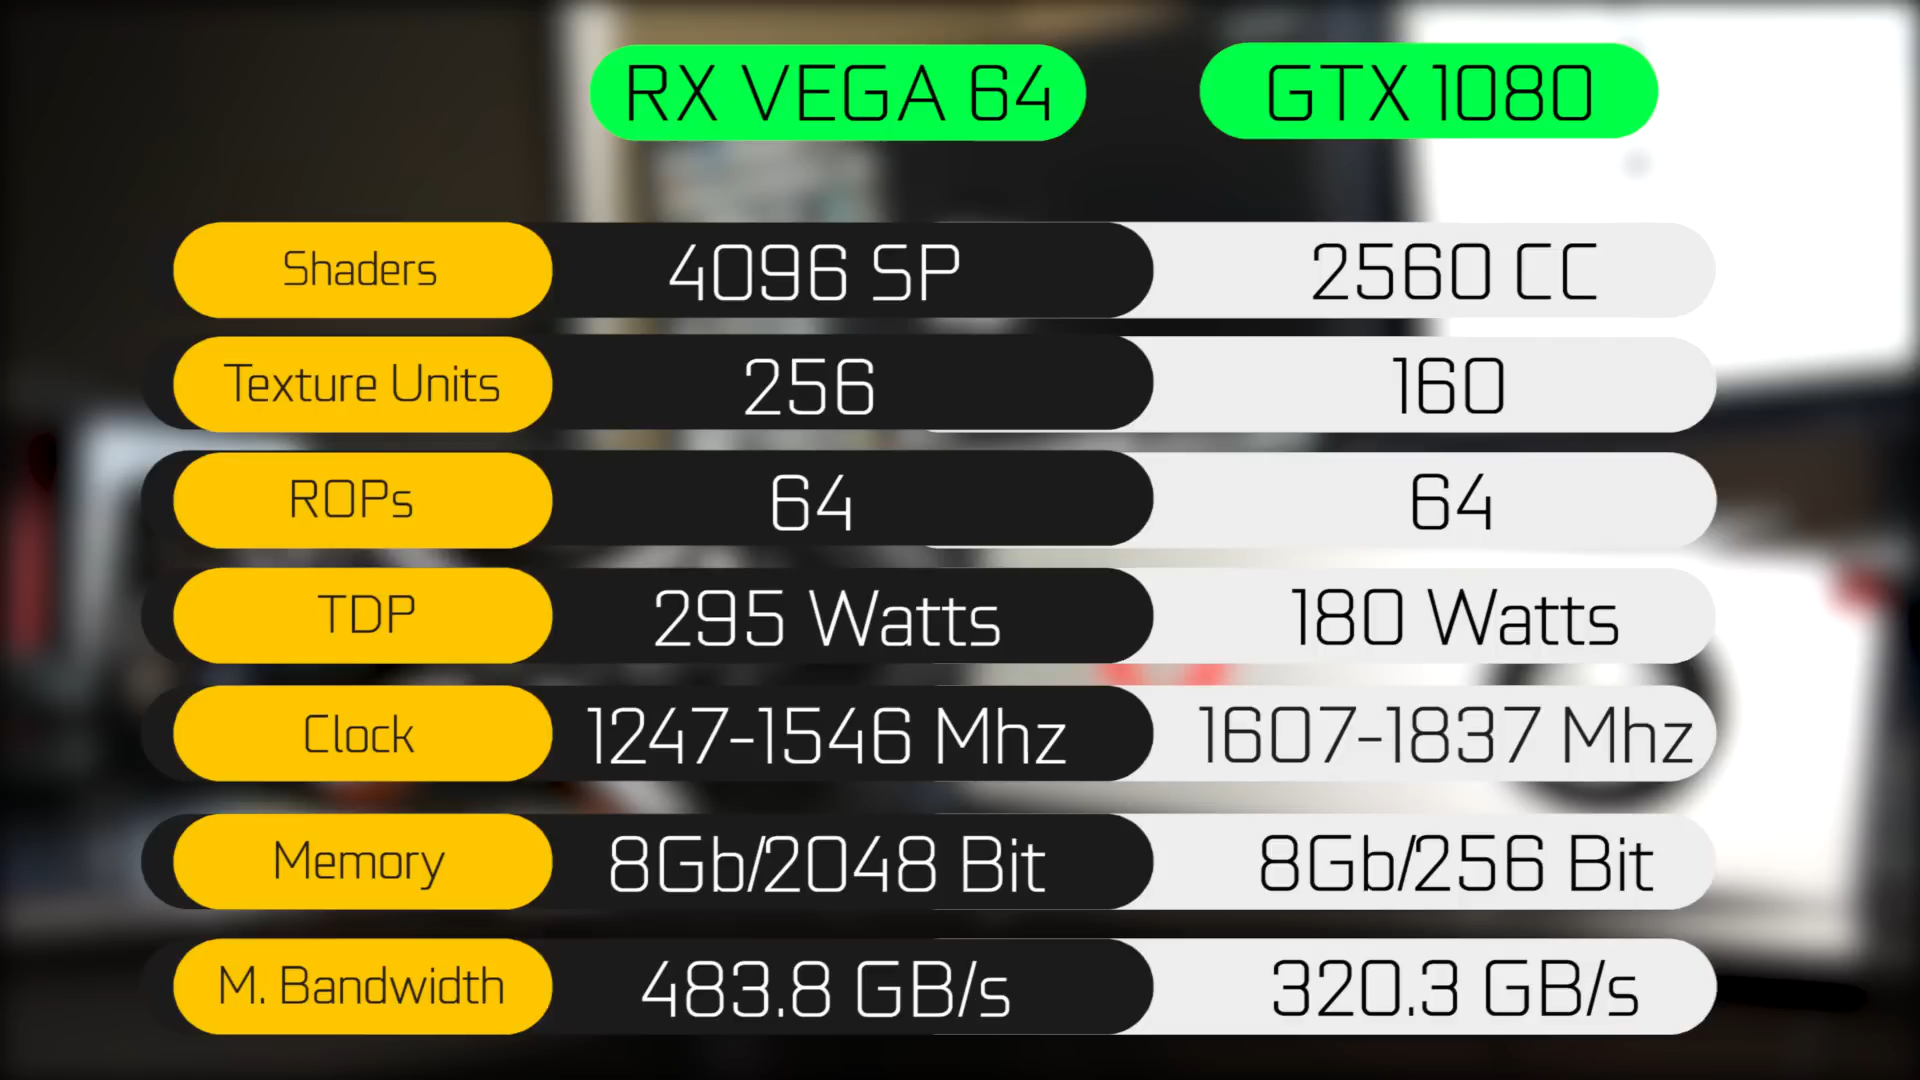 RX VEGA 64 GTX 1080
Shaders 4096 SP 2560 CC
Texture Units 256 160
ROPs 64 64
TDP 295 Watts 180 Watts
Clock 1247-1546 Mhz 1607-1837 Mhz
Memory 8Gb/2048 Bit 8Gb/256 Bit
M. Bandwidth 483.8 GB/s 320.3 GB/s